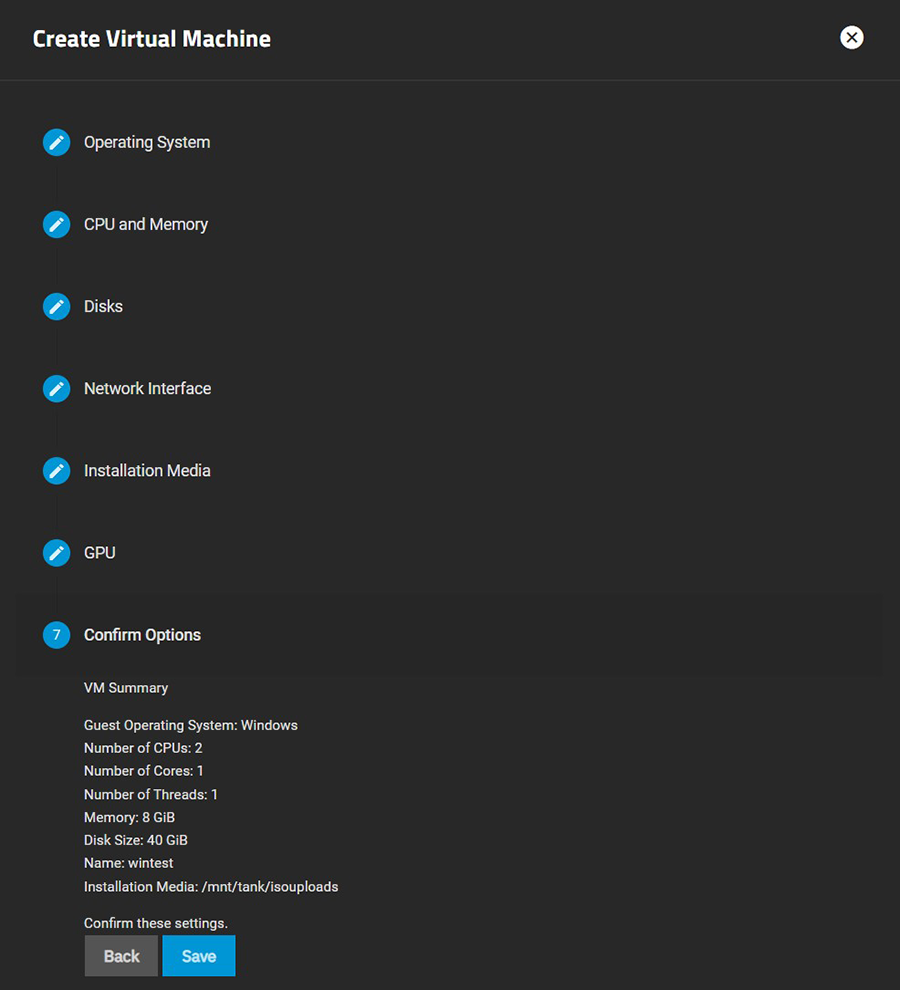 Create Virtual Machine
Operating System
CPU and Memory
Disks
Network Interface
Installation Media
GPU
7 Confirm Options
VM Summary
Guest Operating System: Windows
Number of CPUs: 2
Number of Cores: 1
Number of Threads: 1
Memory: 8 GiB
Disk Size: 40 GiB
Name: wintest
Installation Media: /mnt/tank/isouploads
Confirm these settings.
Back Save